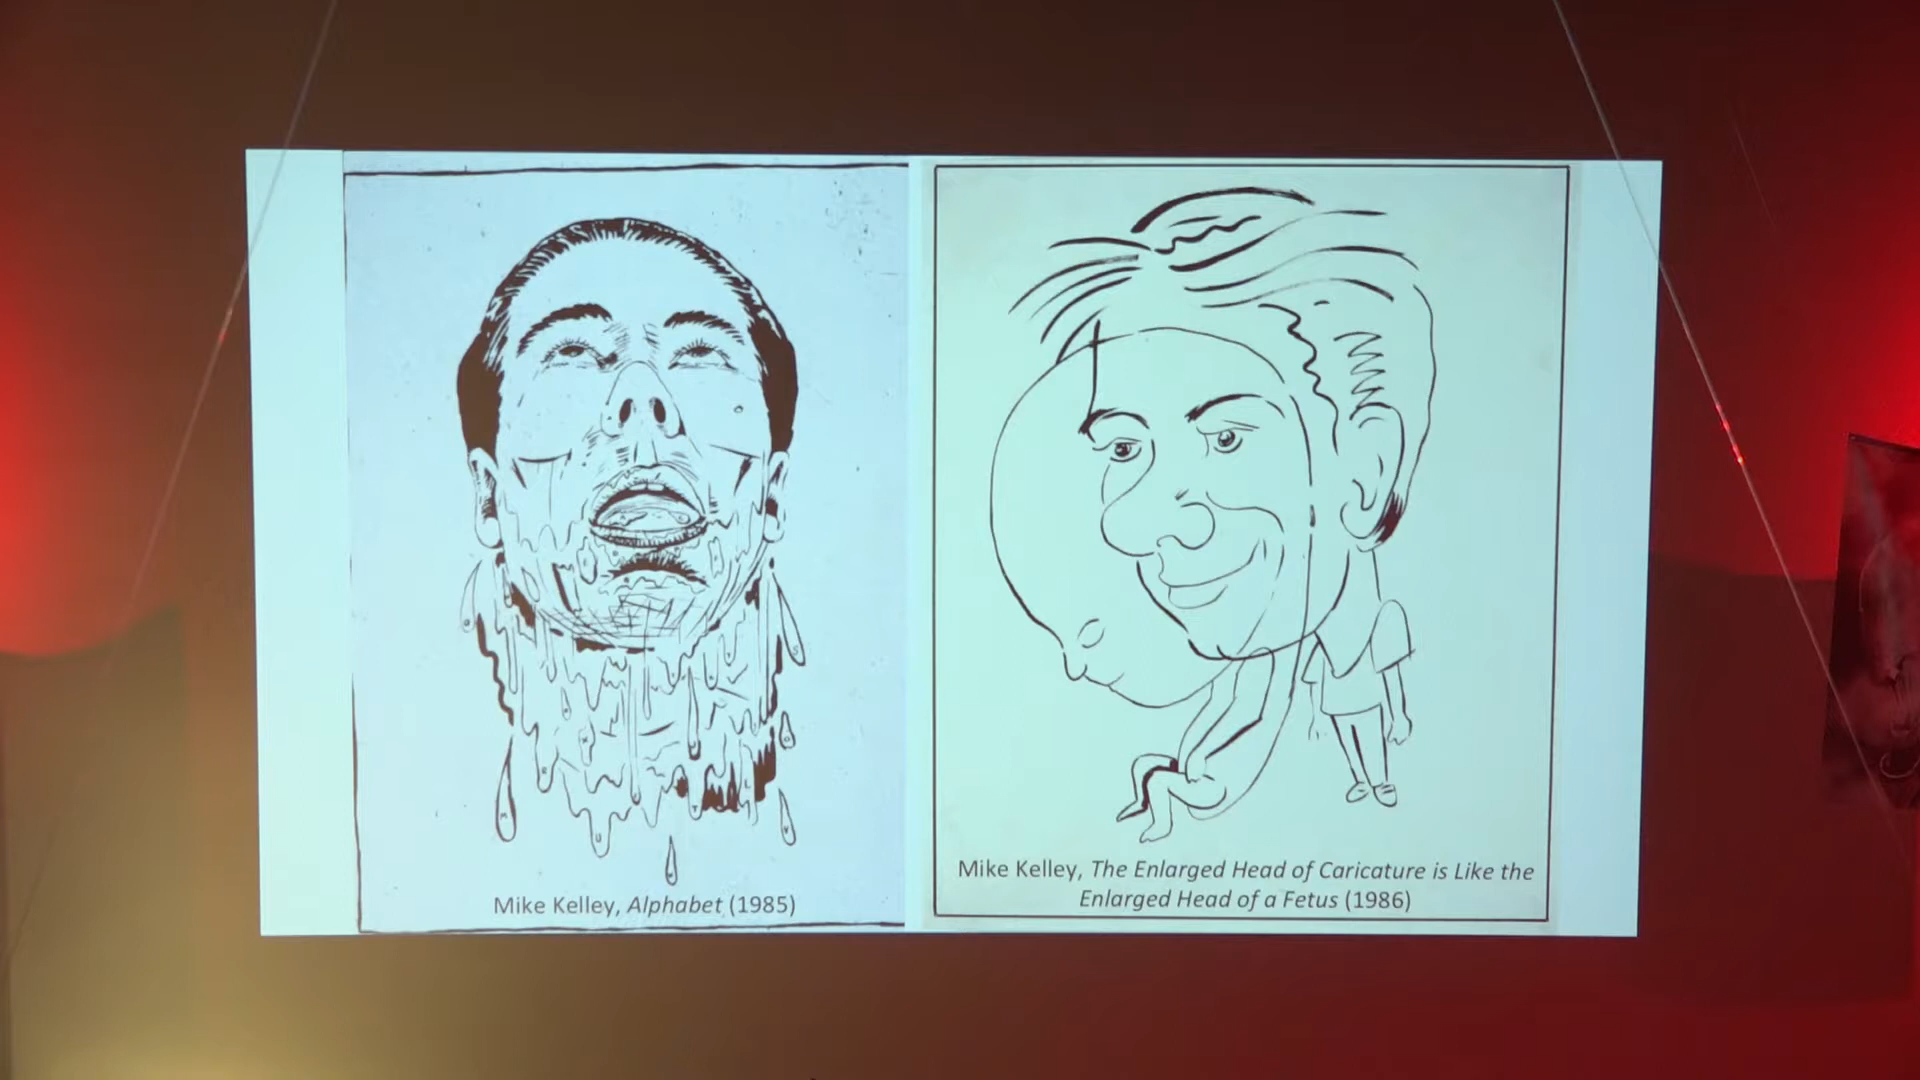 Mike Kelley, Alphabet (1985)
Mike Kelley, The Enlarged Head of Caricature is Like the
Enlarged Head of a Fetus (1986)